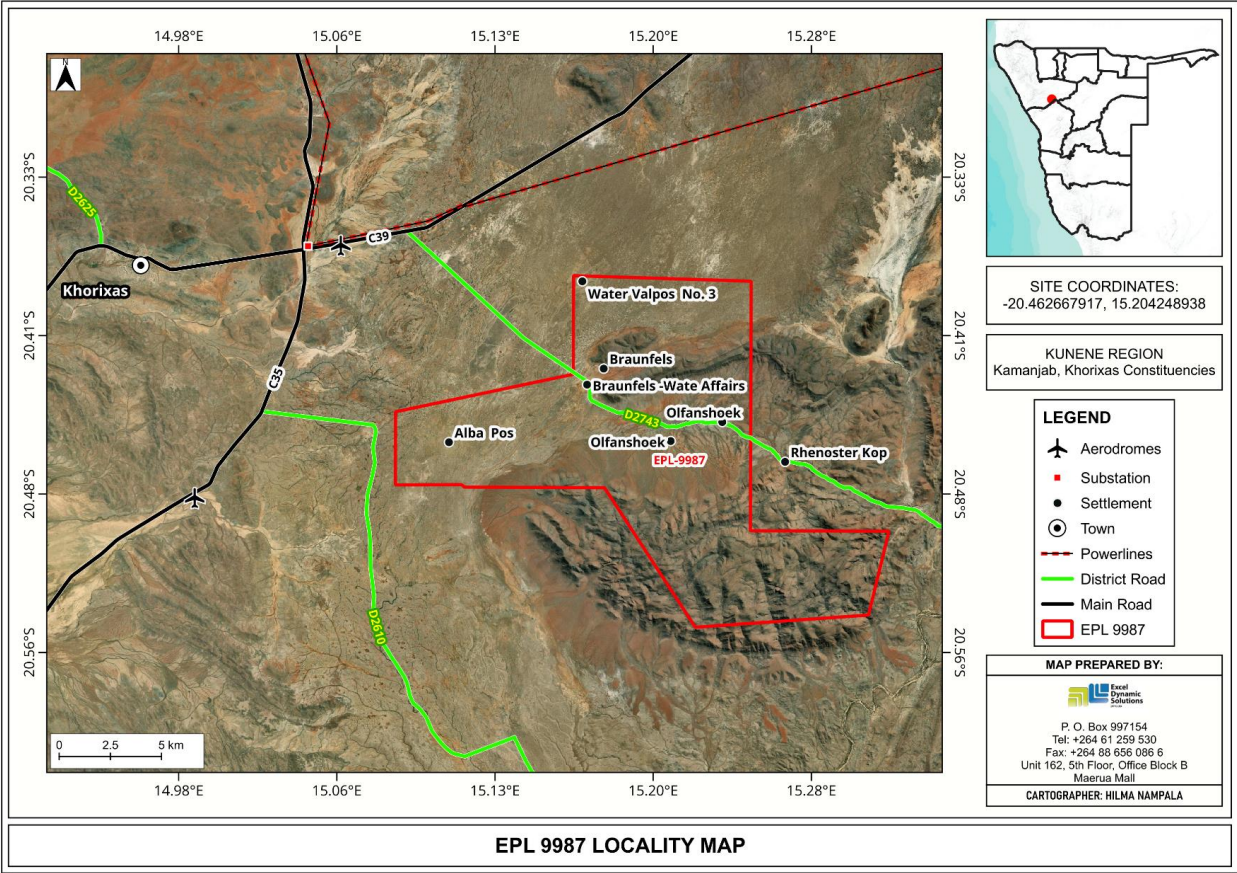 14.98°E 15.06°E 15.13°E 15.20°E 15.28°E
N
20.33°S
20.41°S
20.48°S
20.56°S
20.33°S
20.41°S
20.48°S
20.56°S
D2625
C39
Khorixas
Water Valpos No. 3
C35
Braunfels
Braunfels -Wate Affairs
D2743
Olfanshoek
Alba Pos
Olfanshoek
EPL-9987
Rhenoster Kop
D2610
0 2.5 5 km
14.98°E 15.06°E 15.13°E 15.20°E 15.28°E
SITE COORDINATES:
-20.462667917, 15.204248938
KUNENE REGION
Kamanjab, Khorixas Constituencies
LEGEND
Aerodromes
Substation
Settlement
Town
Powerlines
District Road
Main Road
EPL 9987
MAP PREPARED BY:
Excel
Dynamic
Solutions
P. O. Box 997154
Tel: +264 61 259 530
Fax: +264 88 656 086 6
Unit 162, 5th Floor, Office Block B
Maerua Mall
CARTOGRAPHER: HILMA NAMPALA
EPL 9987 LOCALITY MAP